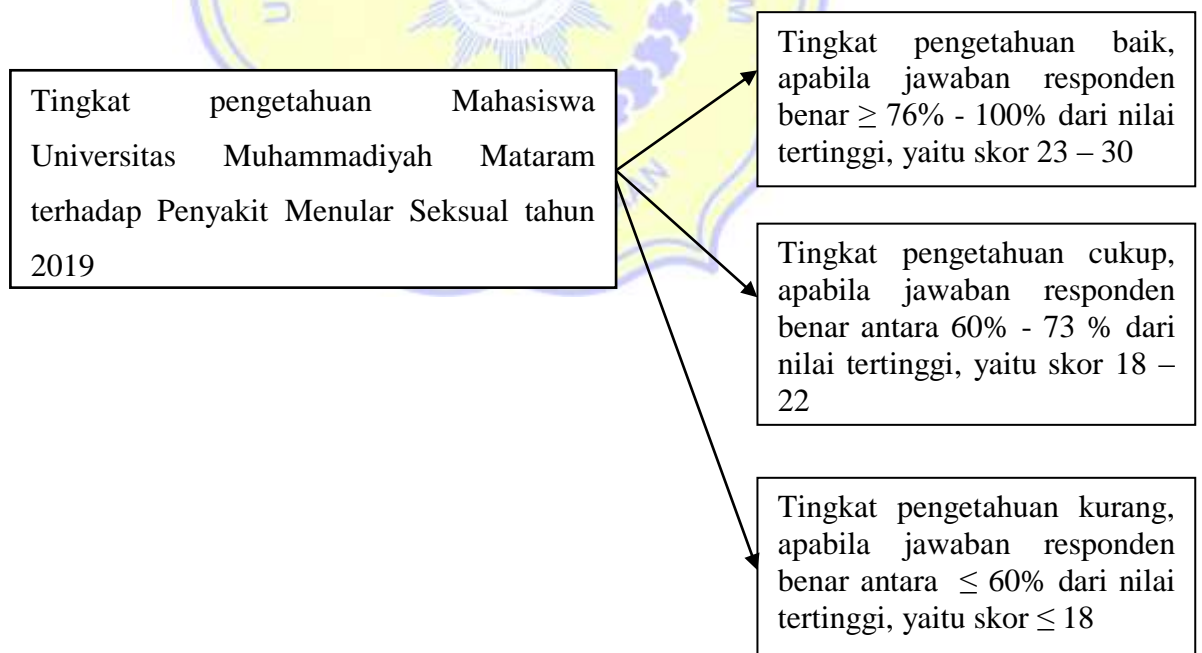 Tingkat pengetahuan Mahasiswa
Universitas Muhammadiyah Mataram
terhadap Penyakit Menular Seksual tahun
2019
Tingkat pengetahuan baik,
apabila jawaban responden
benar ≥ 76% - 100% dari nilai
tertinggi, yaitu skor 23 – 30
Tingkat pengetahuan cukup,
apabila jawaban responden
benar antara 60% - 73 % dari
nilai tertinggi, yaitu skor 18 –
22
Tingkat pengetahuan kurang,
apabila jawaban responden
benar antara ≤ 60% dari nilai
tertinggi, yaitu skor ≤ 18